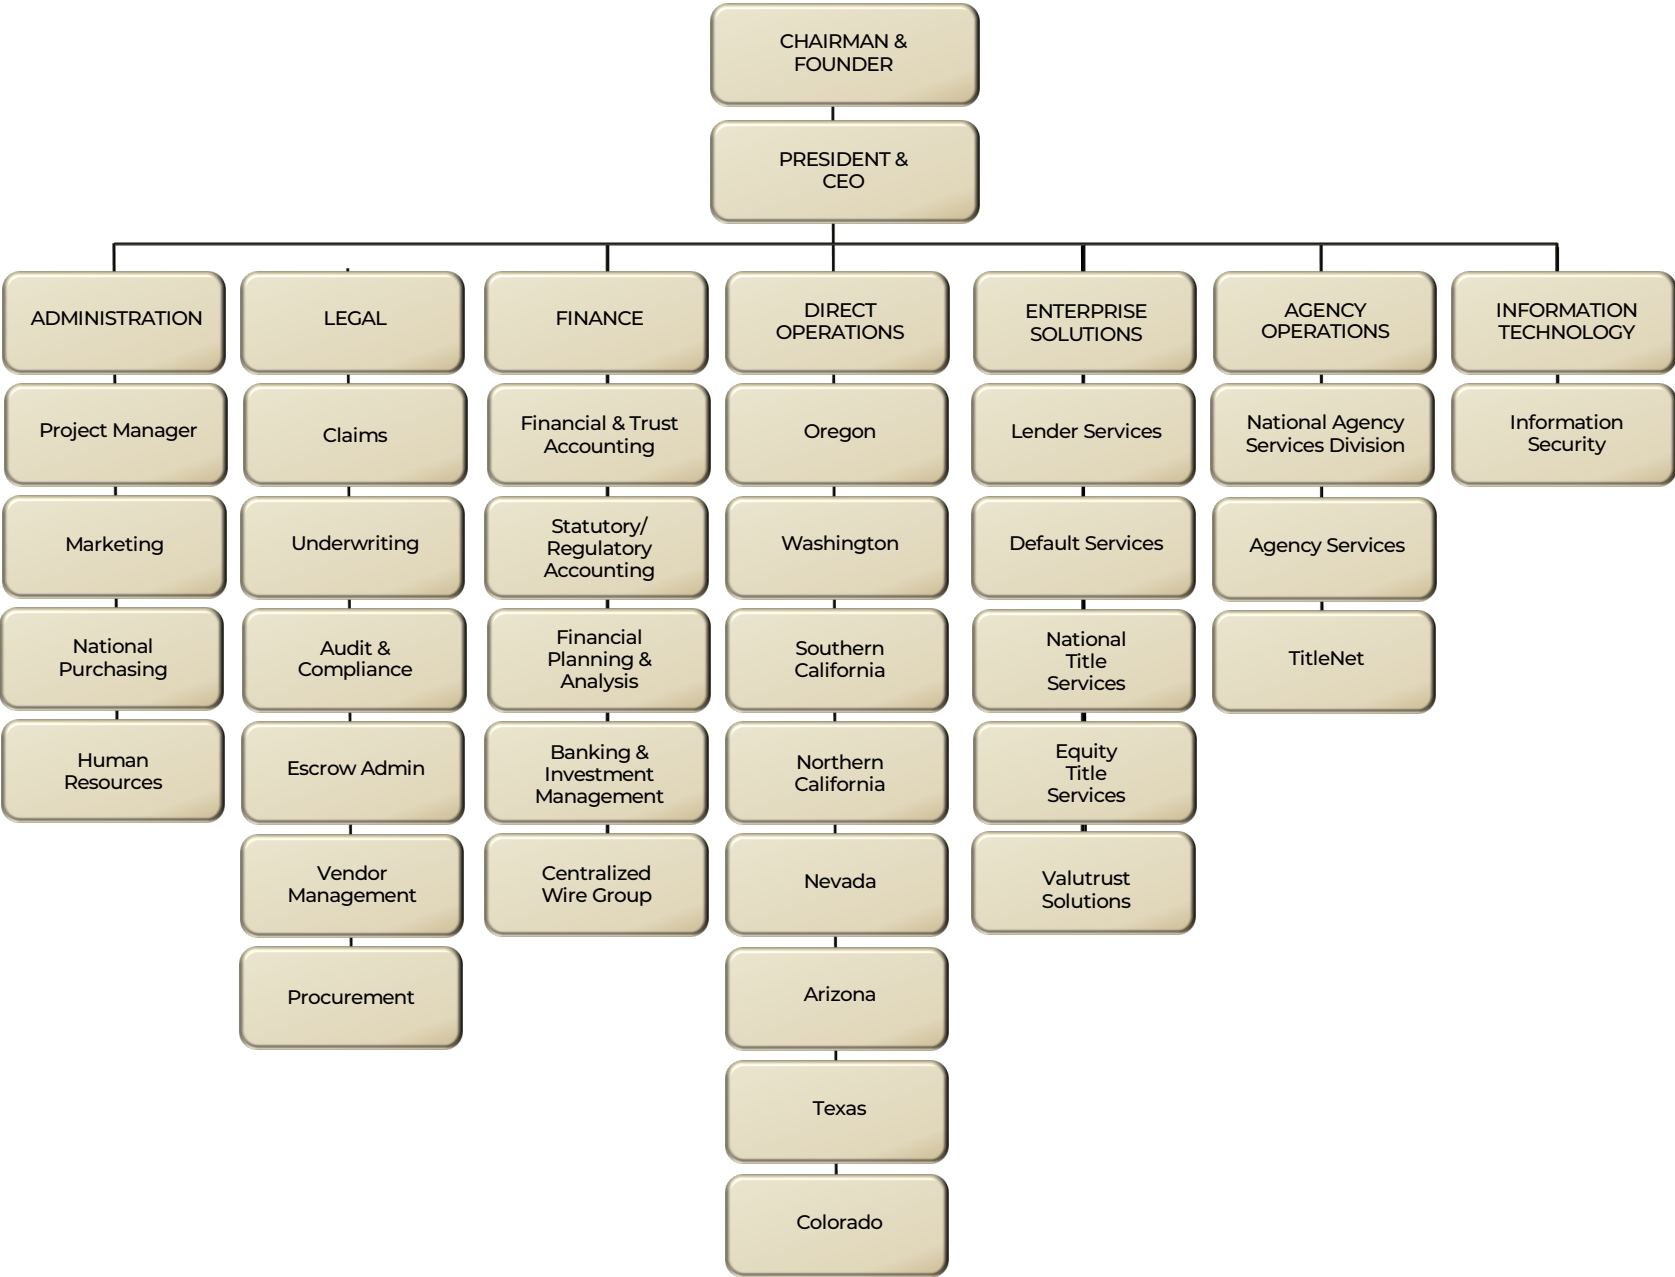 CHAIRMAN &
FOUNDER
PRESIDENT &
CEO
ADMINISTRATION
Project Manager
Marketing
National
Purchasing
Human
Resources
LEGAL
Claims
Underwriting
Audit &
Compliance
Escrow Admin
Vendor
Management
Procurement
FINANCE
Financial & Trust
Accounting
Statutory/
Regulatory
Accounting
Financial
Planning &
Analysis
Banking &
Investment
Management
Centralized
Wire Group
DIRECT
OPERATIONS
Oregon
Washington
Southern
California
Northern
California
Nevada
Arizona
Texas
Colorado
ENTERPRISE
SOLUTIONS
Lender Services
Default Services
National
Title
Services
Equity
Title
Services
Valutrust
Solutions
AGENCY
OPERATIONS
National Agency
Services Division
Agency Services
TitleNet
INFORMATION
TECHNOLOGY
Information
Security